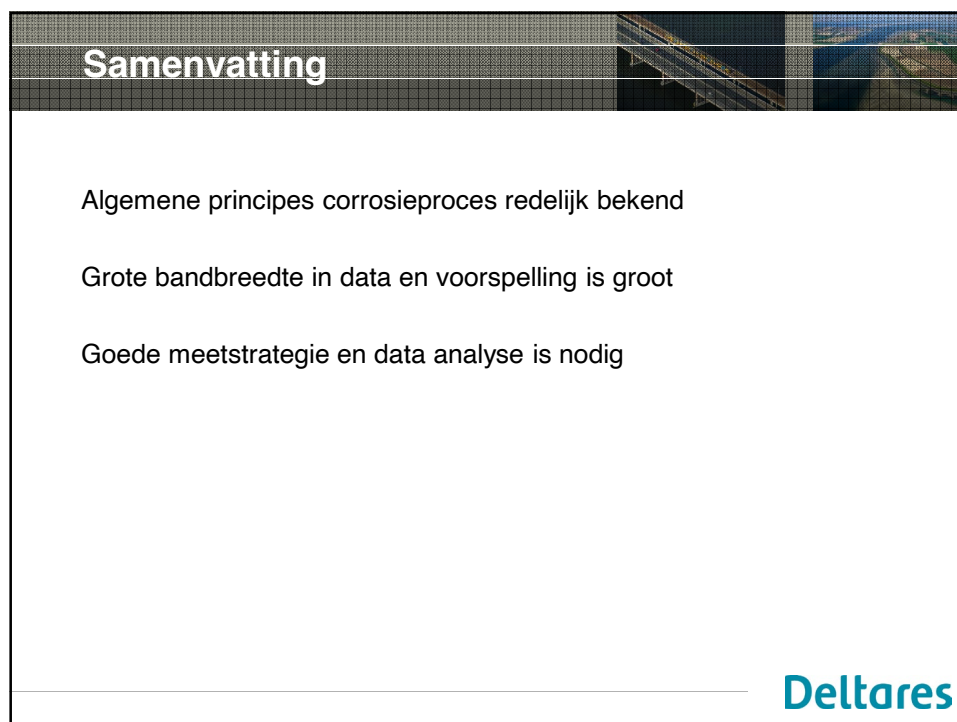 Samenvatting
Algemene principes corrosieproces redelijk bekend
Grote bandbreedte in data en voorspelling is groot
Goede meetstrategie en data analyse is nodig
Deltares